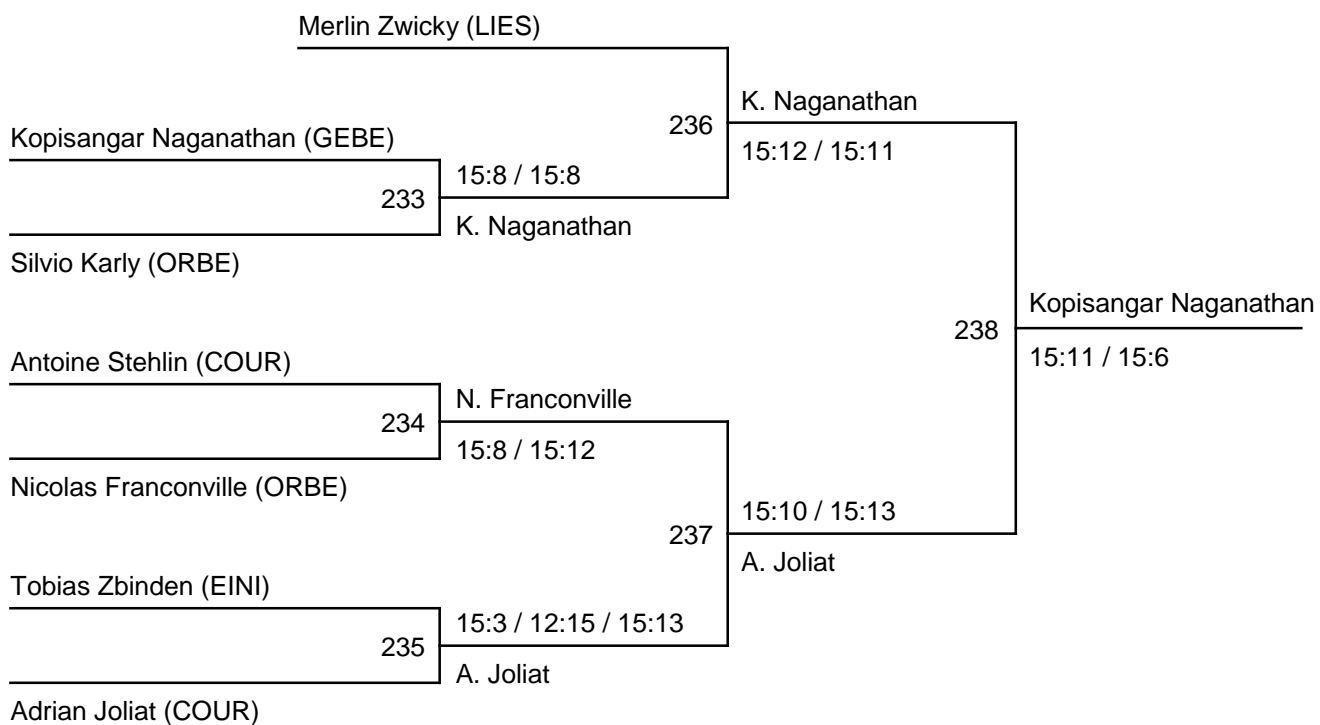 Merlin Zwicky (LIES)
K. Naganathan
236
Kopisangar Naganathan (GEBE)
15:12 / 15:11
15:8 / 15:8
233
K. Naganathan
Silvio Karly (ORBE)
Kopisangar Naganathan
238
Antoine Stehlin (COUR)
15:11 / 15:6
N. Franconville
234
15:8 / 15:12
Nicolas Franconville (ORBE)
15:10 / 15:13
237
A. Joliat
Tobias Zbinden (EINI)
15:3 / 12:15 / 15:13
235
A. Joliat
Adrian Joliat (COUR)